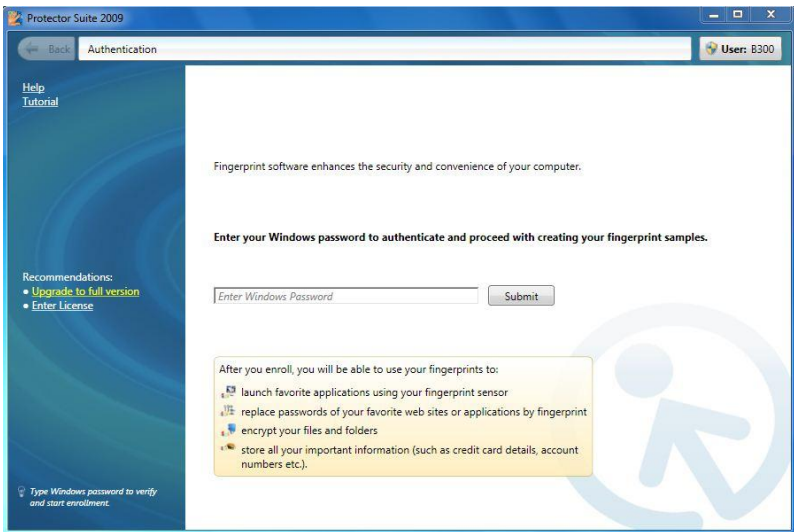 Protector Suite 2009
Back
Authentication
User: B300
Help
Tutorial
Fingerprint software enhances the security and convenience of your computer.
Enter your Windows password to authenticate and proceed with creating your fingerprint samples.
Recommendations:
• Upgrade to full version
• Enter License
Enter Windows Password
Submit
After you enroll, you will be able to use your fingerprints to:
launch favorite applications using your fingerprint sensor
replace passwords of your favorite web sites or applications by fingerprint
encrypt your files and folders
store all your important information (such as credit card details, account
numbers etc.).
Type Windows password to verify
and start enrollment.